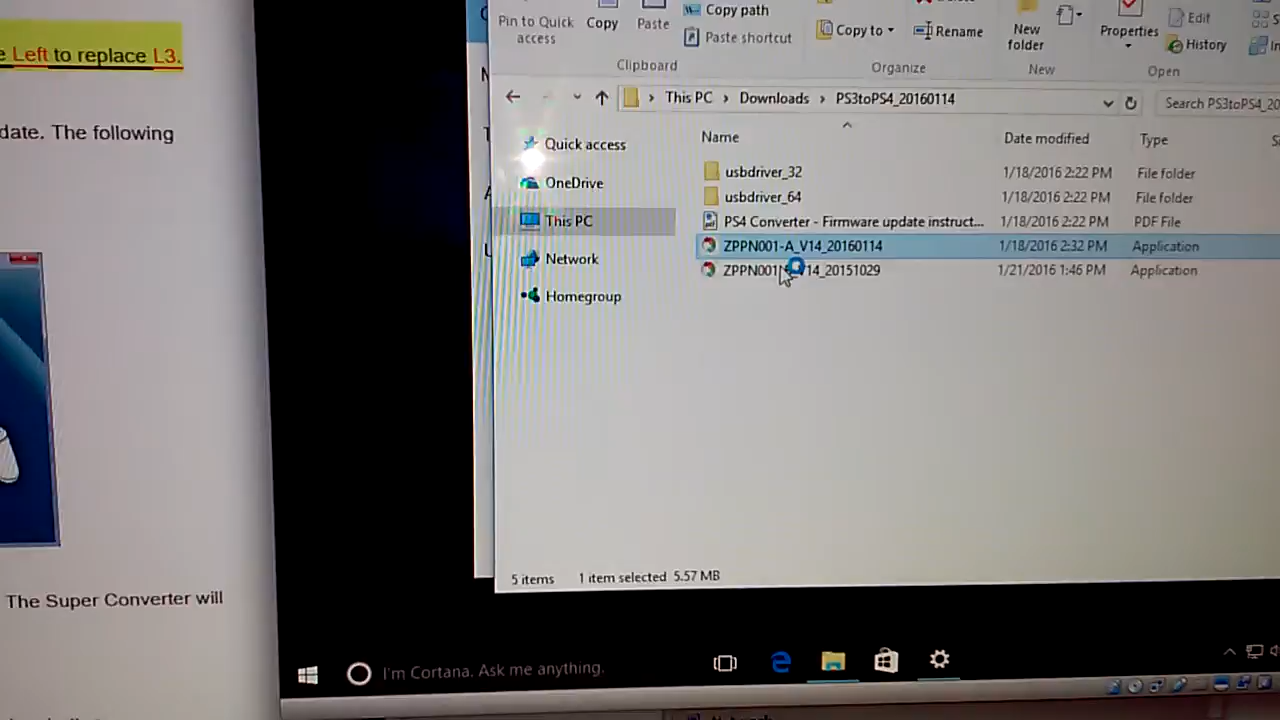 e Left to replace L3.
date. The following
The Super Converter will
Pin to Quick access
Copy
Paste
Copy path
Paste shortcut
Clipboard
Copy to
Rename
Organize
New folder
New
Properties
Edit
History
Open
This PC > Downloads > PS3toPS4_20160114
Search PS3toPS4_20
Name Date modified Type
Quick access
OneDrive
This PC
Network
Homegroup
usbdriver_32 1/18/2016 2:22 PM File folder
usbdriver_64 1/18/2016 2:22 PM File folder
PS4 Converter - Firmware update instruct... 1/18/2016 2:22 PM PDF File
ZPPN001-A_V14_20160114 1/18/2016 2:32 PM Application
ZPPN001 14_20151029 1/21/2016 1:46 PM Application
5 items 1 item selected 5.57 MB
I'm Cortana. Ask me anything.